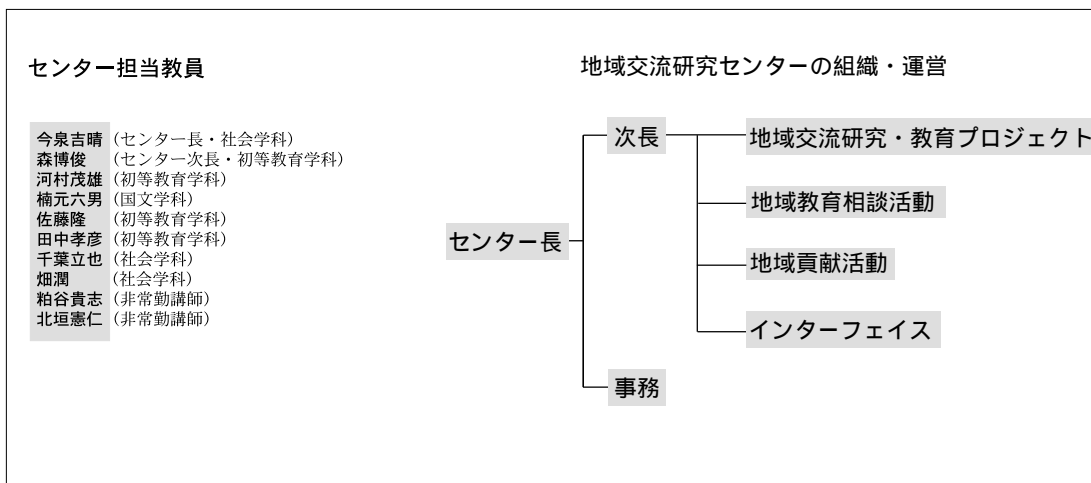 センター担当教員
今泉吉晴（センター長・社会学科）
森博俊（センター次長・初等教育学科）
河村茂雄（初等教育学科）
楠元六男（国文学科）
佐藤隆（初等教育学科）
田中孝彦（初等教育学科）
千葉立也（社会学科）
畑潤（社会学科）
粕谷貴志（非常勤講師）
北垣憲仁（非常勤講師）
地域交流研究センターの組織・運営
センター長
次長
地域交流研究・教育プロジェクト
地域教育相談活動
地域貢献活動
インターフェイス
事務